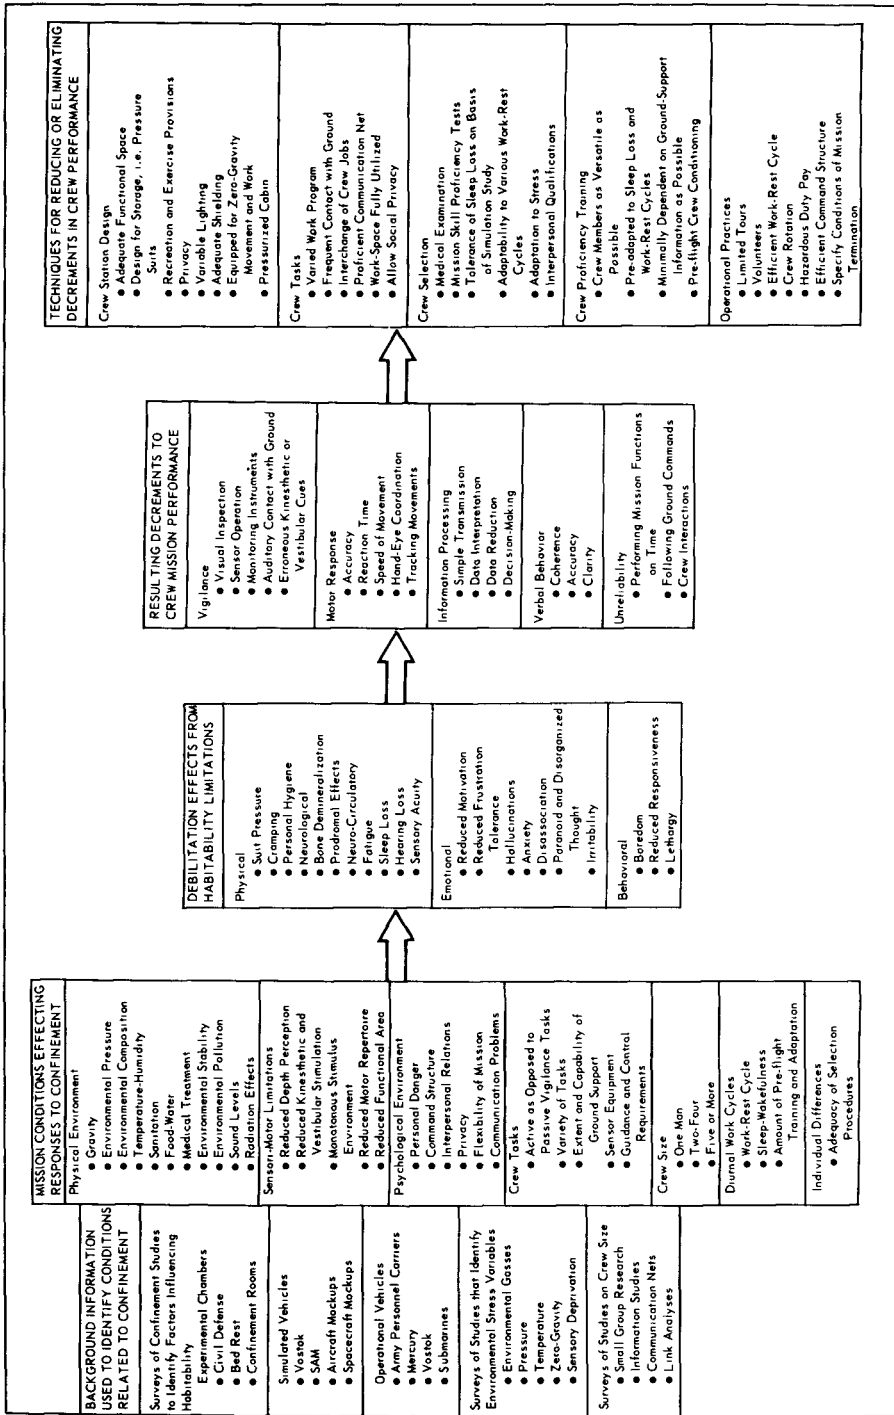 BACKGROUND INFORMATION
USED TO IDENTIFY CONDITIONS
RELATED TO CONFINEMENT
Surveys of Confinement Studies
to Identify Factors Influencing
Habitability
Experimental Chambers
• Civil Defense
• Bed Rest
• Confinement Rooms
Simulated Vehicles
• Vostok
• SAM
• Aircraft Mockups
• Spacecraft Mockups
Operational Vehicles
• Army Personnel Carriers
• Mercury
• Vostok
• Submarines
Surveys of Studies that Identify
Environmental Stress Variables
• Environmental Gasses
• Pressure
• Temperature
• Zero-Gravity
• Sensory Deprivation
Surveys of Studies on Crew Size
• Small Group Research
• Information Studies
• Communication Nets
• Link Analyses
MISSION CONDITIONS EFFECTING
RESPONSES TO CONFINEMENT
Physical Environment
• Gravity
• Environmental Pressure
• Environmental Composition
• Temperature-Humidity
• Sanitation
• Food-Water
• Medical Treatment
• Environmental Stability
• Environmental Pollution
• Sound Levels
• Radiation Effects
Sensori-Motor Limitations
• Reduced Depth Perception
• Reduced Kinesthetic and
Vestibular Stimulation
• Monotonous Stimulus
Environment
• Reduced Motor Repertoire
• Reduced Functional Area
Psychological Environment
• Personal Danger
• Command Structure
• Interpersonal Relations
• Privacy
• Flexibility of Mission
• Communication Problems
Crew Tasks
• Active as Opposed to
Passive Vigilance Tasks
• Variety of Tasks
• Extent and Capability of
Ground Support
• Sensor Equipment
• Guidance and Control
Requirements
Crew Size
• One Man
• Two-Four
• Five or More
Diurnal Work Cycles
• Work-Rest Cycle
• Sleep-Wakefulness
• Amount of Pre-flight
Training and Adaptation
Individual Differences
• Adequacy of Selection
Procedures
DEBILITATION EFFECTS FROM
HABITABILITY LIMITATIONS
Physical
• Suit Pressure
• Cramping
• Personal Hygiene
• Neurological
• Bone Demineralization
• Prodromal Effects
• Neuro-Circulatory
• Fatigue
• Sleep Loss
• Hearing Loss
• Sensory Acuity
Emotional
• Reduced Motivation
• Reduced Frustration
Tolerance
• Hallucinations
• Anxiety
• Disassociation
• Paranoid and Disorganized
Thought
• Irritability
Behavioral
• Boredom
• Reduced Responsiveness
• Lethargy
RESULTING DECREMENTS TO
CREW MISSION PERFORMANCE
Vigilance
• Visual Inspection
• Sensor Operation
• Monitoring Instruments
• Auditory Contact with Ground
• Erroneous Kinesthetic or
Vestibular Cues
Motor Response
• Accuracy
• Reaction Time
• Speed of Movement
• Hand-Eye Coordination
• Tracking Movements
Information Processing
• Simple Transmission
• Data Interpretation
• Data Reduction
• Decision-Making
Verbal Behavior
• Coherence
• Accuracy
• Clarity
Unreliability
• Performing Mission Functions
on Time
• Following Ground Commands
• Crew Interactions
TECHNIQUES FOR REDUCING OR ELIMINATING
DECREMENTS IN CREW PERFORMANCE
Crew Station Design
• Adequate Functional Space
• Design for Storage, i.e. Pressure
Suits
• Recreation and Exercise Provisions
• Privacy
• Variable Lighting
• Adequate Shielding
• Equipped for Zero-Gravity
Movement and Work
• Pressurized Cabin
Crew Tasks
• Varied Work Program
• Frequent Contact with Ground
• Interchange of Crew Jobs
• Proficient Communication Net
• Work-Space Fully Utilized
• Allow Social Privacy
Crew Selection
• Medical Examination
• Mission Skill Proficiency Tests
• Tolerance of Sleep Loss on Basis
of Simulation Study
• Adaptability to Various Work-Rest
Cycles
• Adaptation to Stress
• Interpersonal Qualifications
Crew Proficiency Training
• Crew Members as Versatile as
Possible
• Pre-adapted to Sleep Loss and
Work-Rest Cycles
• Minimally Dependent on Ground-Support
Information as Possible
• Pre-flight Crew Conditioning
Operational Practices
• Limited Tours
• Volunteers
• Efficient Work-Rest Cycle
• Crew Rotation
• Hazardous Duty Pay
• Efficient Command Structure
• Specify Conditions of Mission
Termination